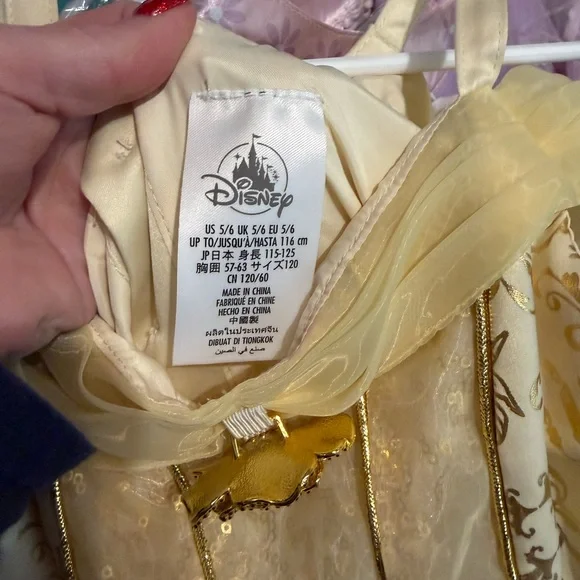 Disney
US 5/6 UK 5/6 EU 5/6
UP TO/JUSQU'À/HASTA 116 cm
JP日本 身長 115-125
胸囲 57-63 サイズ120
CN 120/60
MADE IN CHINA
FABRIQUÉ EN CHINE
HECHO EN CHINA
中國製
ผลิตในประเทศจีน
DIBUAT DI TIONGKOK
صنع في الصين